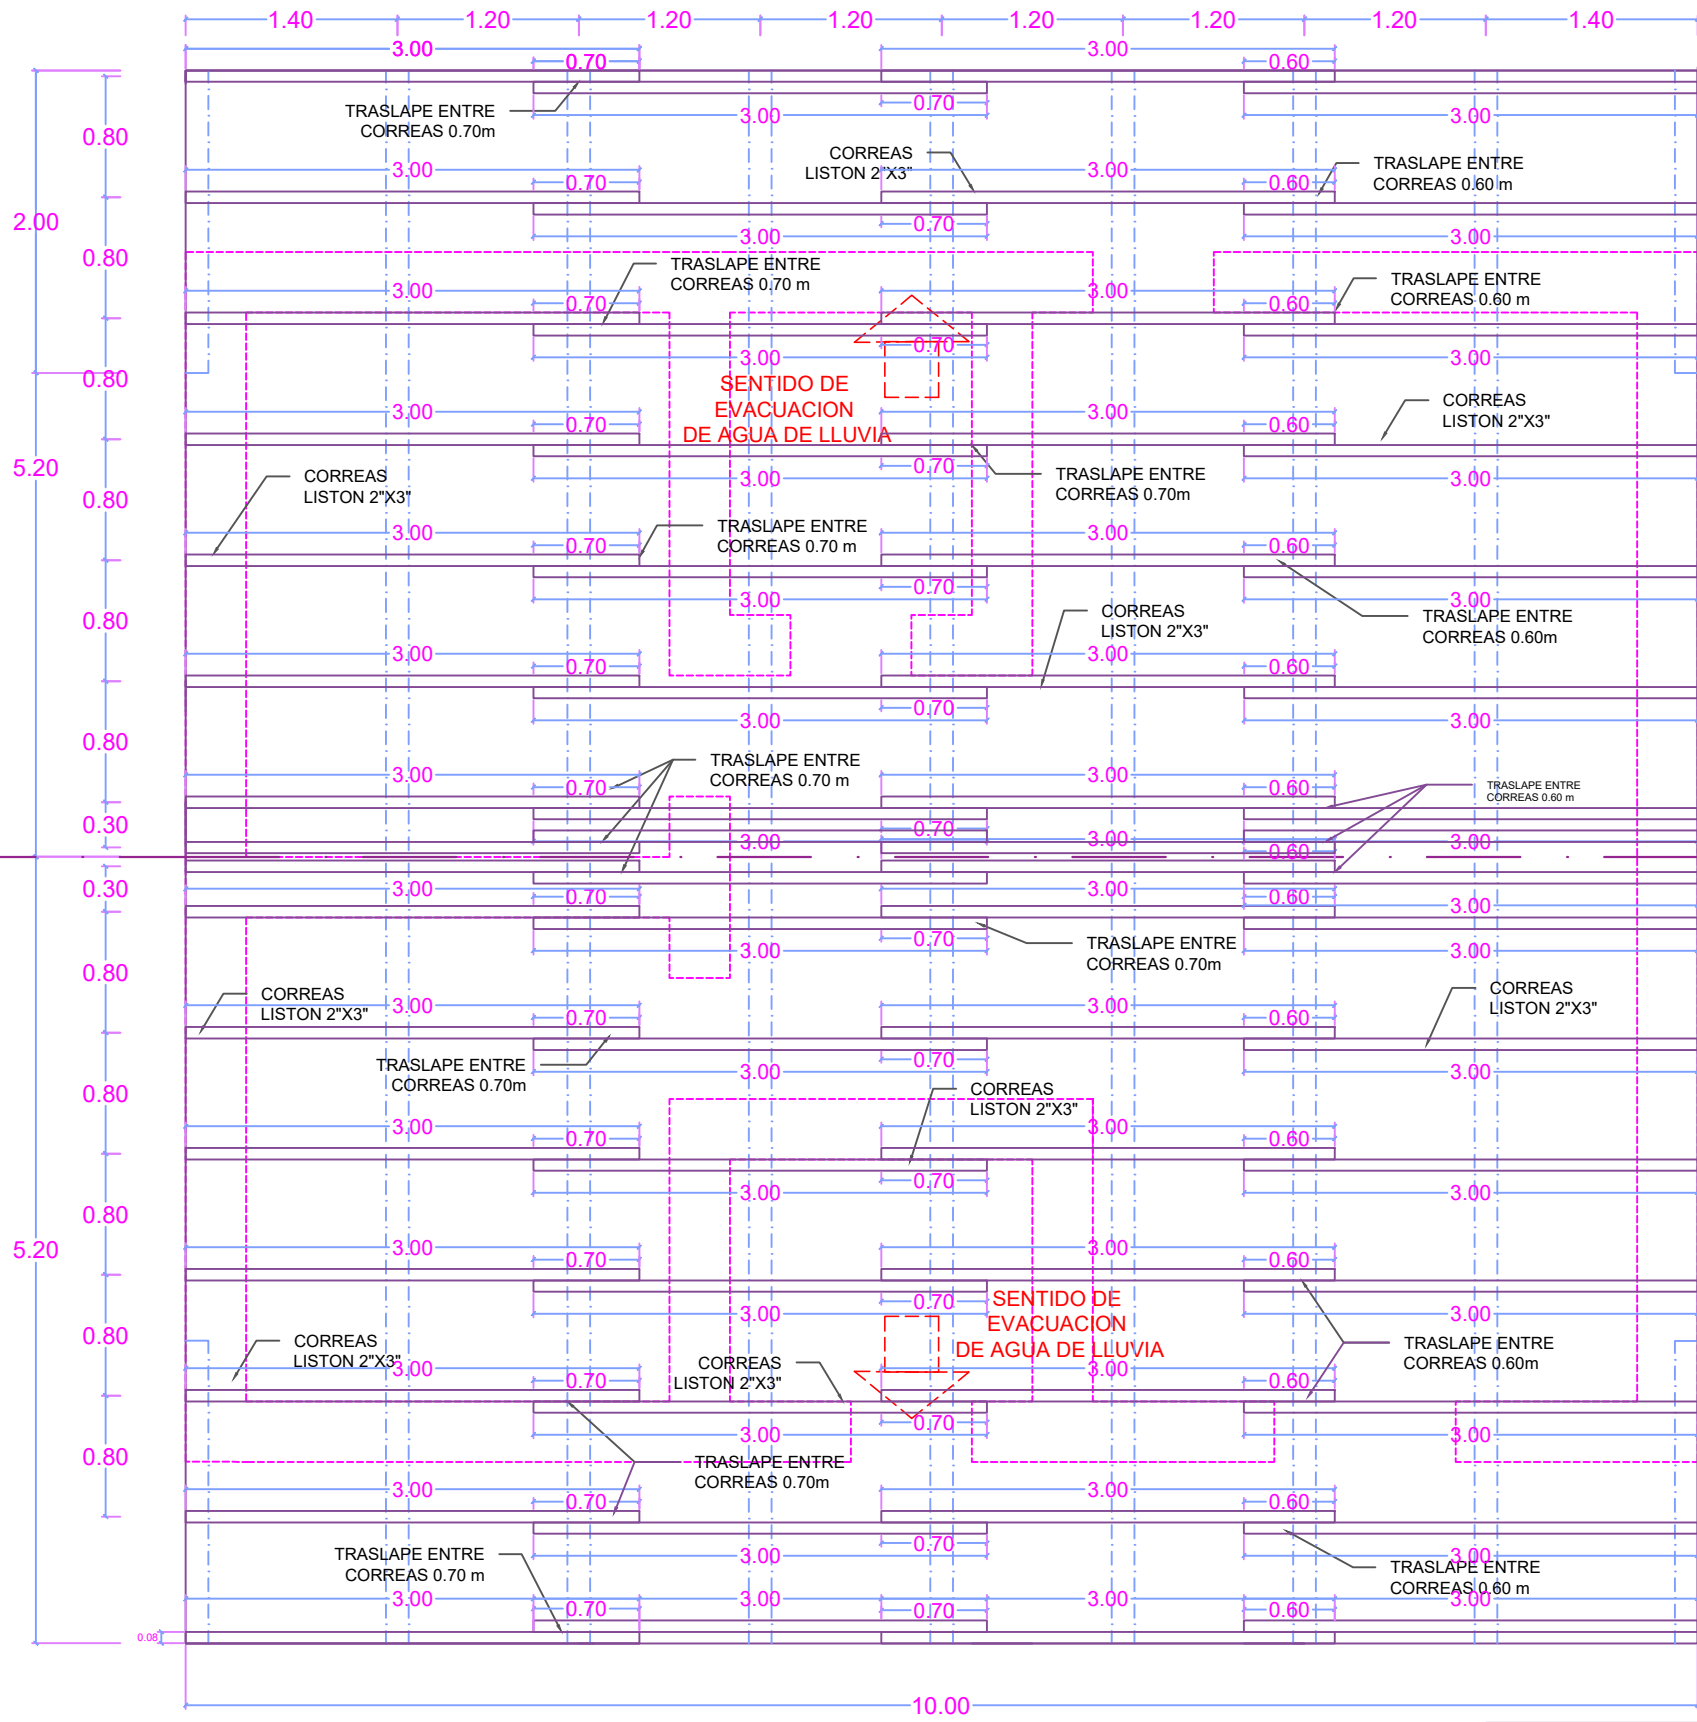 1.40 1.20 1.20 1.20 1.20 1.20 1.20 1.40
3.00 3.00
0.70 0.60
0.70
TRASLAPE ENTRE
CORREAS 0.70m
3.00 3.00
0.80
CORREAS
LISTON 2"X3"
TRASLAPE ENTRE
CORREAS 0.60 m
3.00 3.00
0.70 0.60
2.00
0.70
3.00 3.00
0.80
TRASLAPE ENTRE
CORREAS 0.70 m
TRASLAPE ENTRE
CORREAS 0.60 m
3.00 3.00
0.70 0.60
0.70
3.00 3.00
0.80
SENTIDO DE
EVACUACION
DE AGUA DE LLUVIA
CORREAS
LISTON 2"X3"
3.00 3.00
0.70 0.60
5.20
0.70
3.00 3.00
CORREAS
LISTON 2"X3"
TRASLAPE ENTRE
CORREAS 0.70m
0.80
TRASLAPE ENTRE
CORREAS 0.70 m
3.00 3.00
0.70 0.60
0.70
3.00 3.00
CORREAS
LISTON 2"X3"
TRASLAPE ENTRE
CORREAS 0.60m
0.80
3.00 3.00
0.70 0.60
0.70
3.00 3.00
0.80
TRASLAPE ENTRE
CORREAS 0.70 m
TRASLAPE ENTRE
CORREAS 0.60 m
3.00 3.00
0.70 0.60
0.30
0.70
3.00 3.00 3.00
0.60
0.30
3.00 3.00
0.70 0.60
3.00
0.70
3.00 3.00
TRASLAPE ENTRE
CORREAS 0.70m
0.80
CORREAS
LISTON 2"X3"
CORREAS
LISTON 2"X3"
3.00 3.00
0.70 0.60
0.70
3.00 3.00
TRASLAPE ENTRE
CORREAS 0.70m
0.80
CORREAS
LISTON 2"X3"
3.00 3.00
0.70 0.60
0.70
3.00 3.00
0.80
5.20
3.00 3.00
0.70 0.60
0.70
3.00 3.00
SENTIDO DE
EVACUACION
DE AGUA DE LLUVIA
0.80
CORREAS
LISTON 2"X3"
CORREAS
LISTON 2"X3"
TRASLAPE ENTRE
CORREAS 0.60m
3.00 3.00
0.70 0.60
0.70
3.00 3.00
0.80
TRASLAPE ENTRE
CORREAS 0.70m
3.00 3.00
0.70 0.60
0.70
3.00 3.00
TRASLAPE ENTRE
CORREAS 0.70 m
TRASLAPE ENTRE
CORREAS 0.60 m
3.00 3.00 3.00 3.00
0.70 0.70 0.60
0.08
10.00